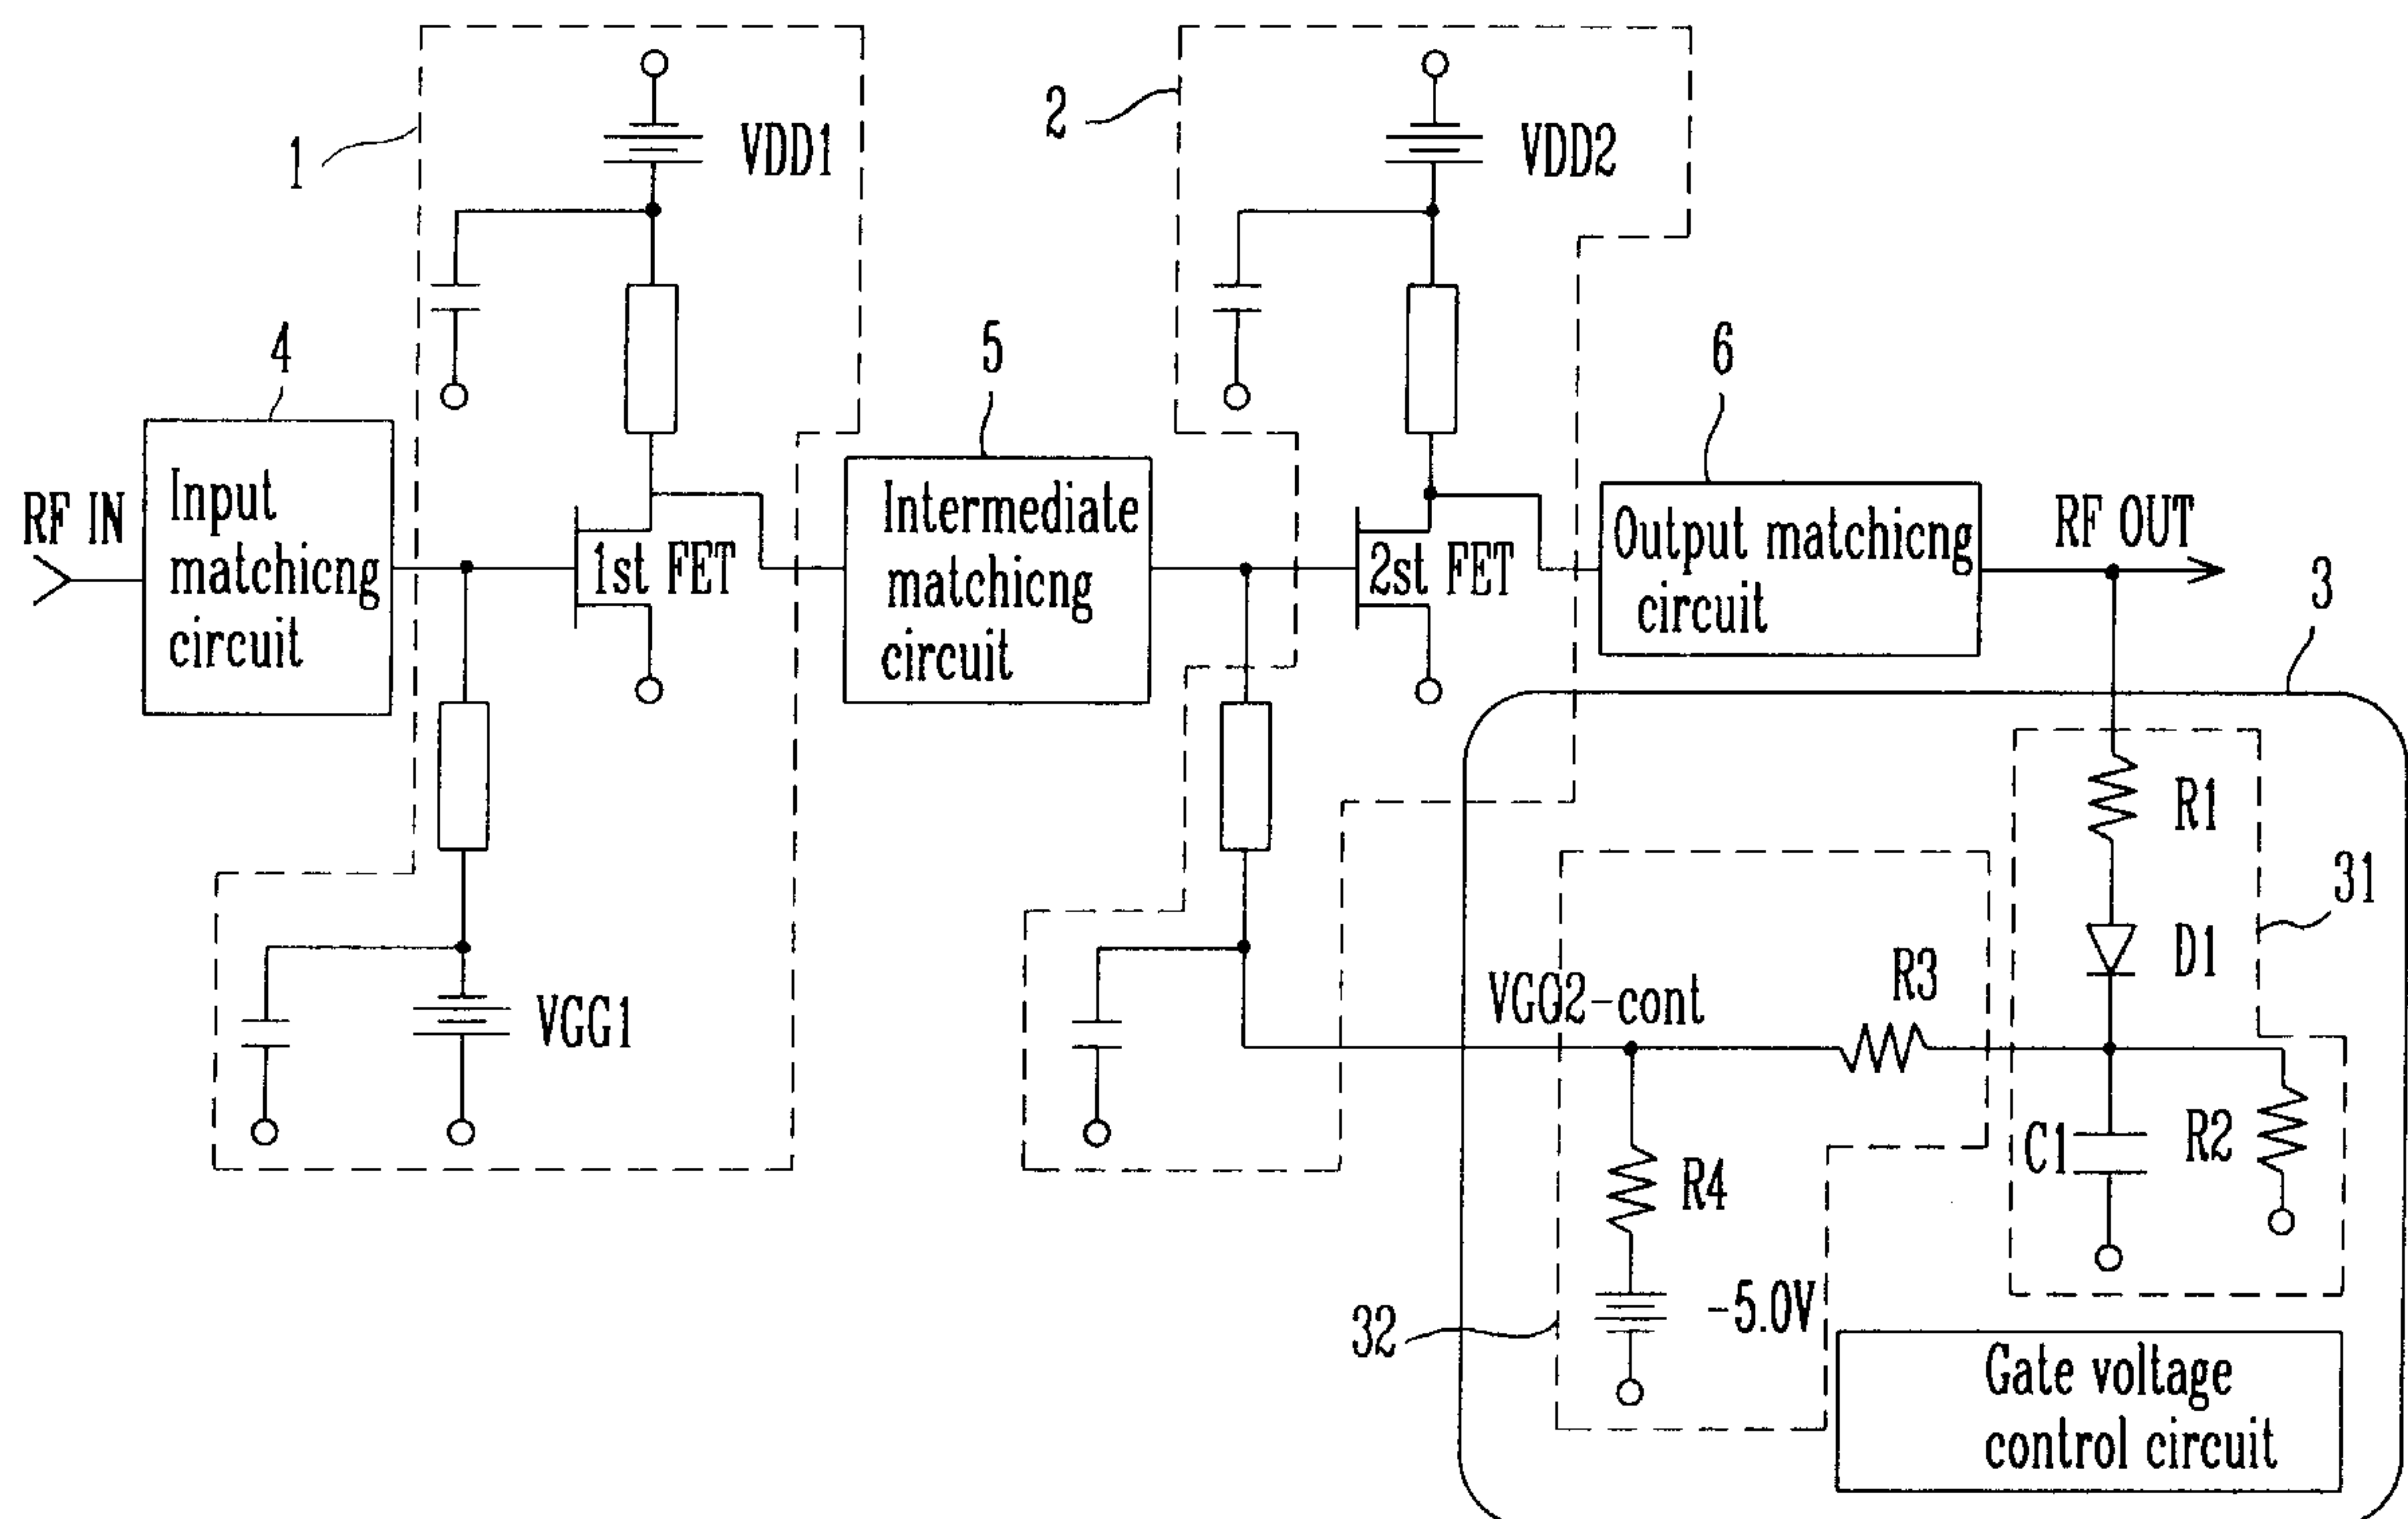 1
VDD1
2
VDD2
4
5
6
RF IN
Input
matchicng
circuit
1st FET
Intermediate
matchicng
circuit
2st FET
Output matchicng
circuit
RF OUT
3
R1
31
D1
VGG1
VGG2-cont
R3
C1
R2
R4
-5.0V
32
Gate voltage
control circuit